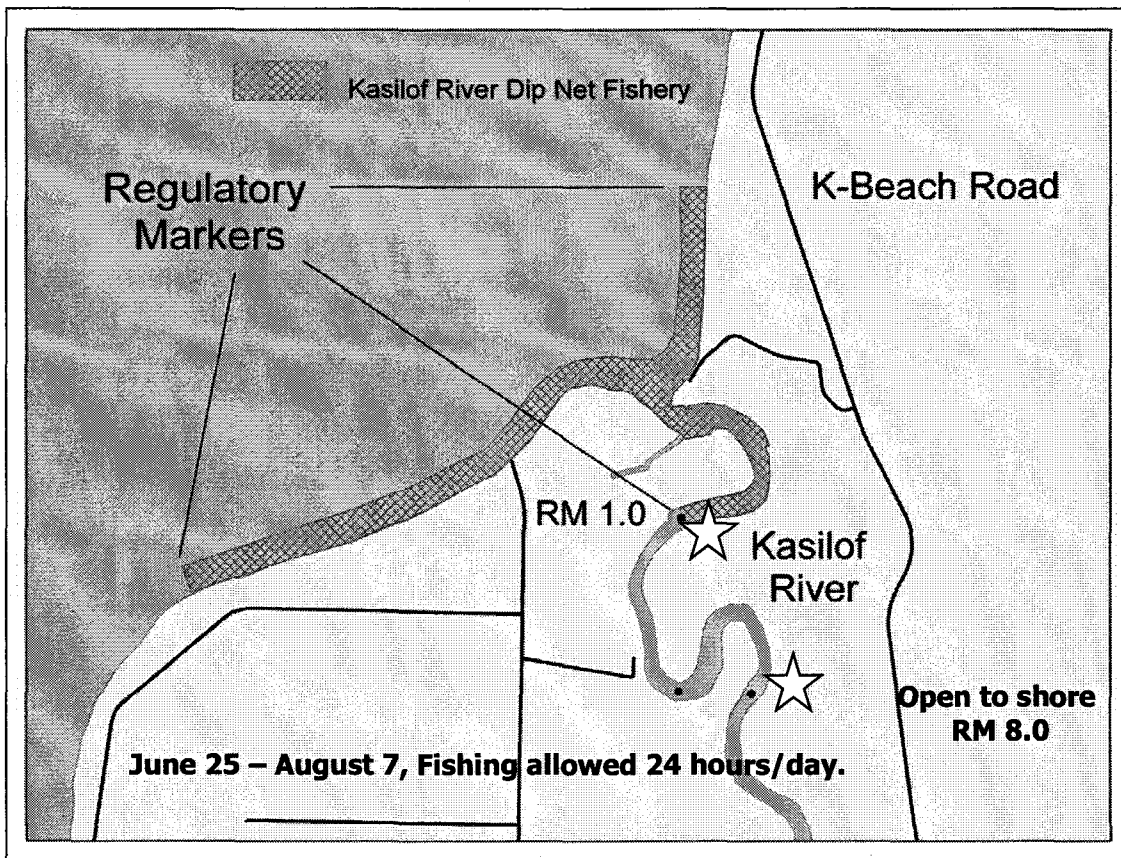 Kasilof River Dip Net Fishery
Regulatory
Markers
K-Beach Road
RM 1.0
Kasilof
River
Open to shore
RM 8.0
June 25 – August 7, Fishing allowed 24 hours/day.